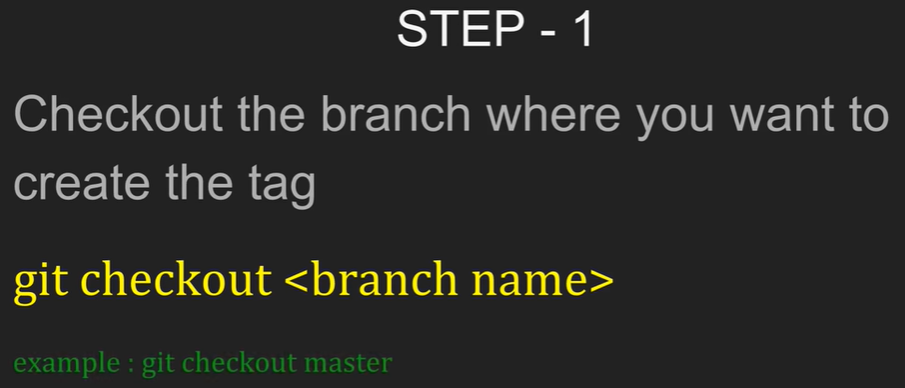 STEP - 1
Checkout the branch where you want to
create the tag
git checkout <branch name>
example : git checkout master